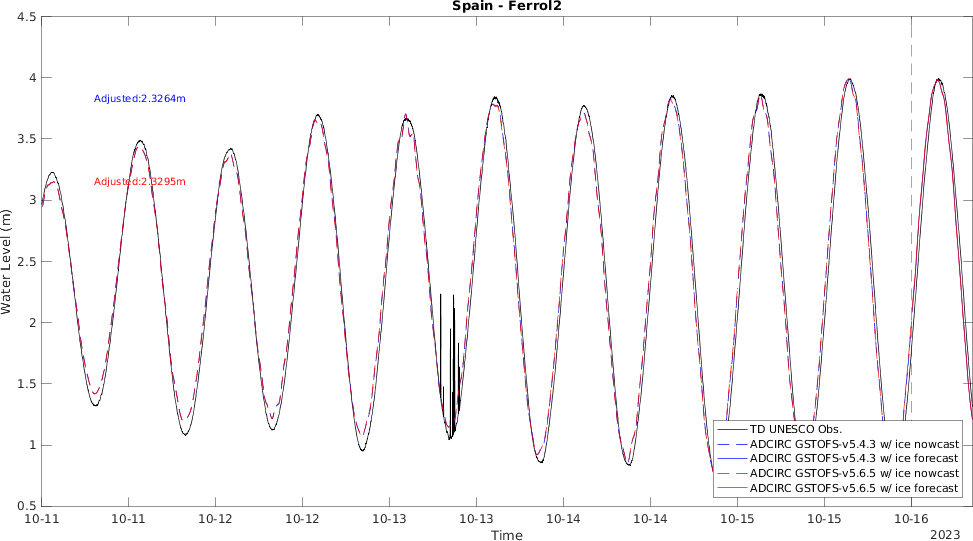 Spain - Ferrol2
4.5
4
3.5
3
2.5
2
1.5
1
0.5
Water Level (m)
Adjusted:2.3264m
Adjusted:2.3295m
TD UNESCO Obs.
ADCIRC GSTOFS-v5.4.3 w/ ice nowcast
ADCIRC GSTOFS-v5.4.3 w/ ice forecast
ADCIRC GSTOFS-v5.6.5 w/ ice nowcast
ADCIRC GSTOFS-v5.6.5 w/ ice forecast
10-11 10-11 10-12 10-12 10-13 10-13 10-14 10-14 10-15 10-15 10-16
Time
2023